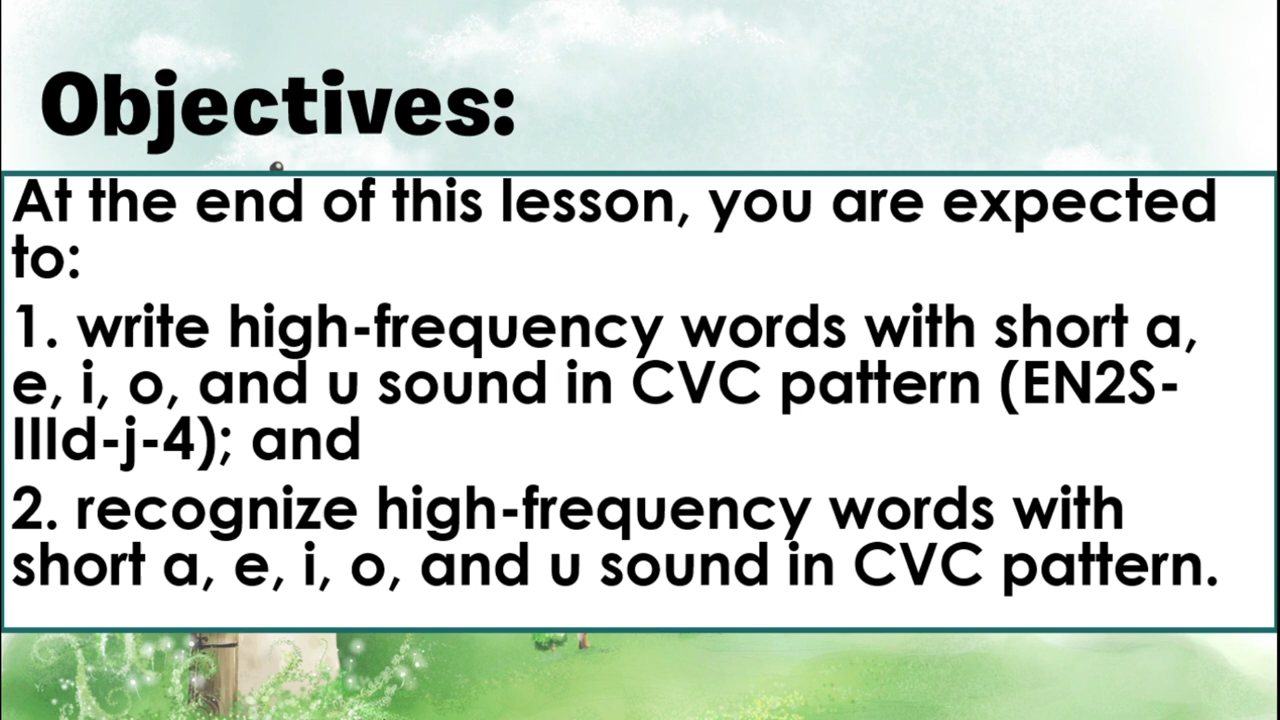 Objectives:
At the end of this lesson, you are expected
to:
1. write high-frequency words with short a,
e, i, o, and u sound in CVC pattern (EN2S-
IIId-j-4); and
2. recognize high-frequency words with
short a, e, i, o, and u sound in CVC pattern.